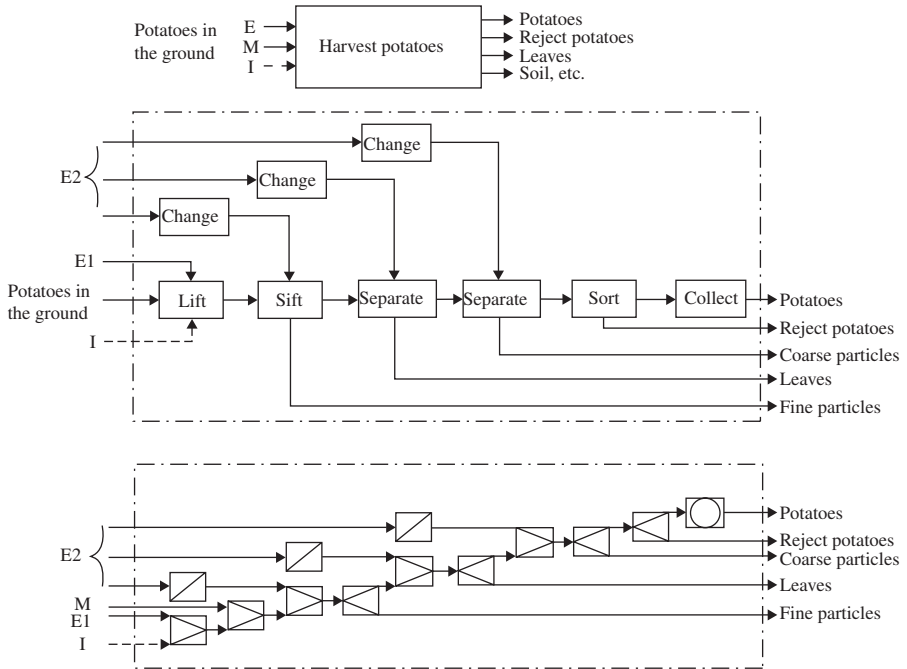 Potatoes in
the ground
E
M
I
Harvest potatoes
Potatoes
Reject potatoes
Leaves
Soil, etc.
E2
Change
Change
Change
E1
Potatoes in
the ground
I
Lift
Sift
Separate
Separate
Sort
Collect
Potatoes
Reject potatoes
Coarse particles
Leaves
Fine particles
E2
M
E1
I
Potatoes
Reject potatoes
Coarse particles
Leaves
Fine particles